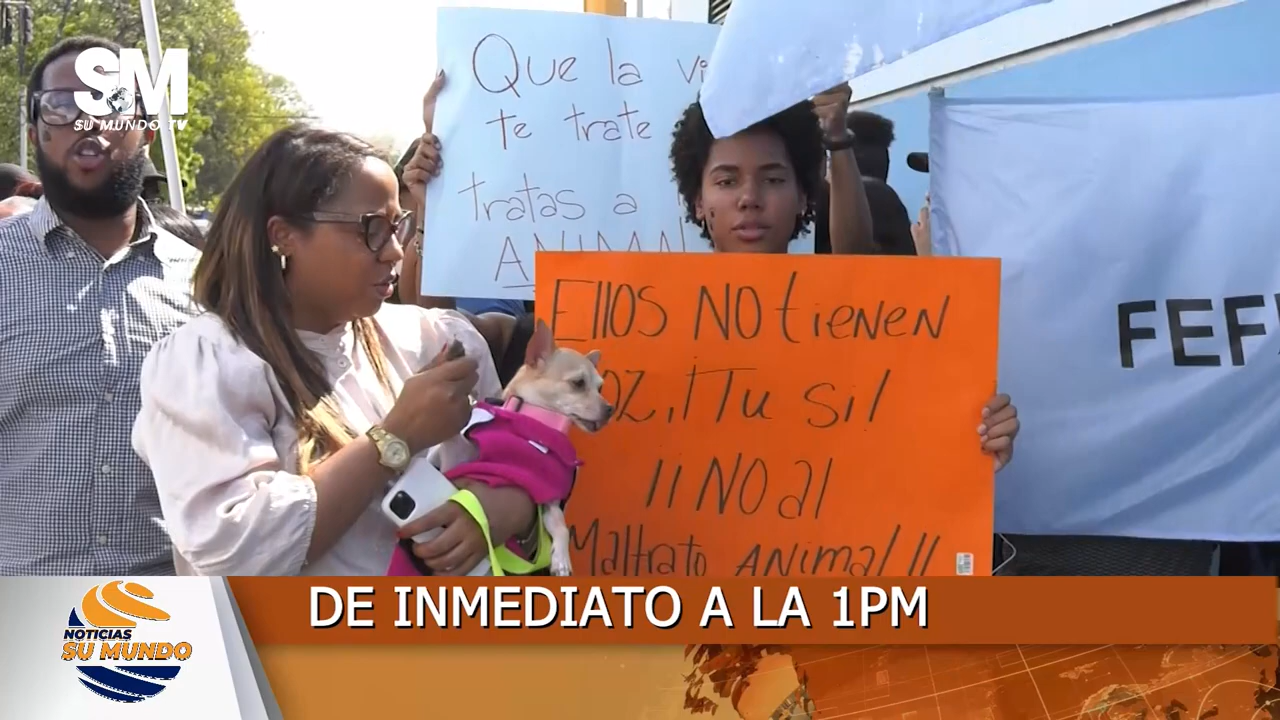 SM
SU MUNDO TV
Que la
te trate
tratas a
Ellos NO tienen
, ¡Tu si!
¡¡NO al
Maltrato Animal!!
FEF
DE INMEDIATO A LA 1PM
NOTICIAS
SU MUNDO